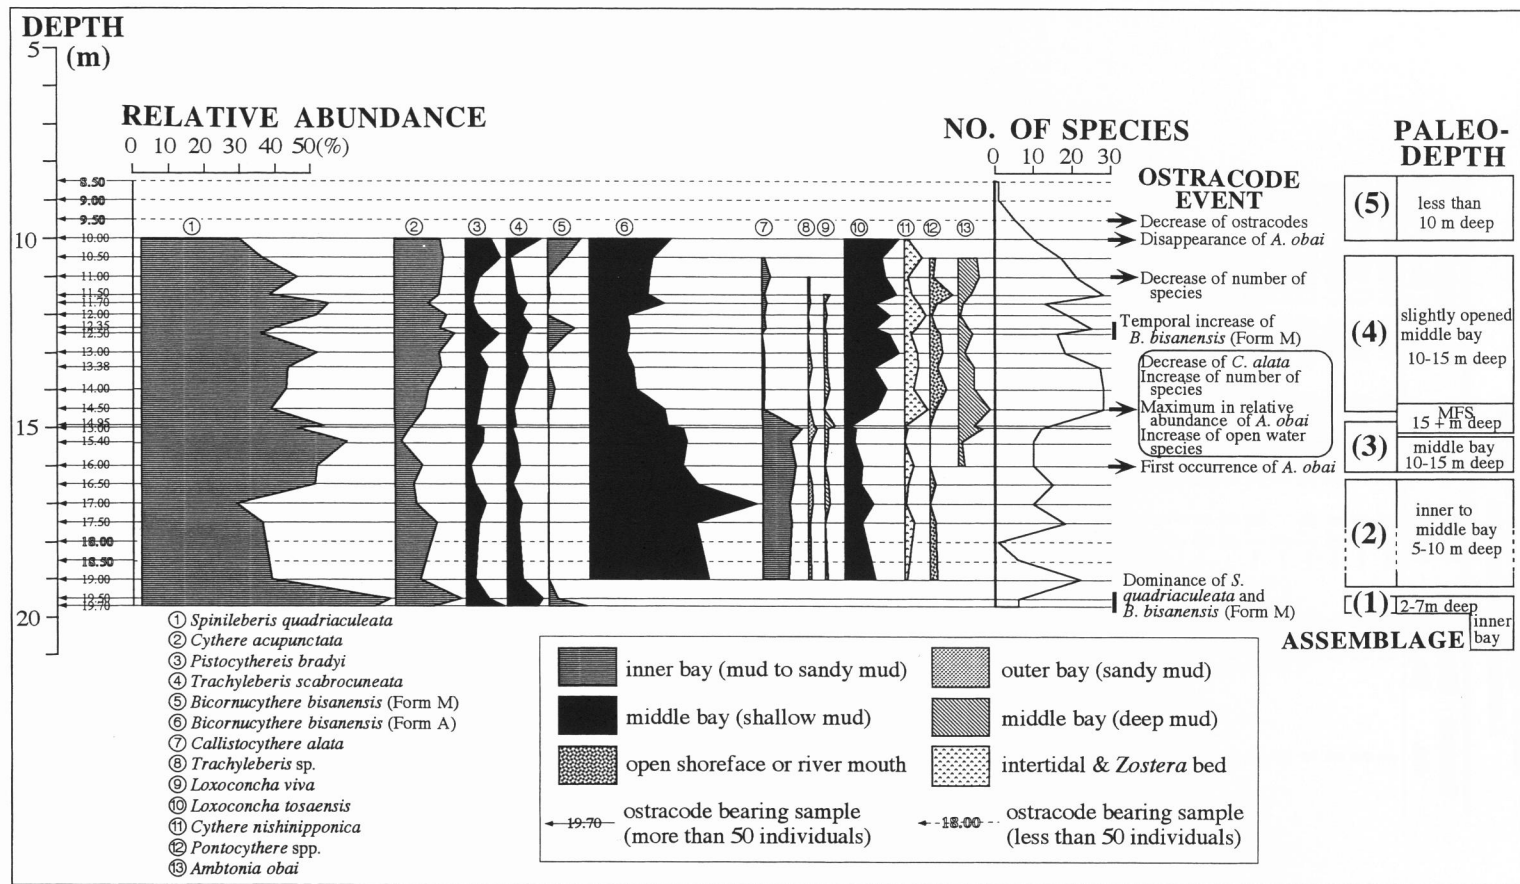 DEPTH
(m)
5
10
15
20
RELATIVE ABUNDANCE
0 10 20 30 40 50(%)
8.50
9.00
9.50
10.00
10.50
11.00
11.50
11.70
12.00
12.35
12.50
13.00
13.38
14.00
14.50
14.95
15.40
16.00
16.50
17.00
17.50
18.00
18.50
19.00
19.50
19.70
① ② ③ ④ ⑤ ⑥ ⑦ ⑧ ⑨ ⑩ ⑪ ⑫ ⑬
NO. OF SPECIES
0 10 20 30
OSTRACODE
EVENT
Decrease of ostracodes
Disappearance of A. obai
Decrease of number of
species
Temporal increase of
B. bisanensis (Form M)
Decrease of C. alata
Increase of number of
species
Maximum in relative
abundance of A. obai
Increase of open water
species
First occurrence of A. obai
Dominance of S.
quadriaculeata and
B. bisanensis (Form M)
PALEO-
DEPTH
(5)
less than
10 m deep
(4)
slightly opened
middle bay
10-15 m deep
MFS
15 + m deep
(3)
middle bay
10-15 m deep
(2)
inner to
middle bay
5-10 m deep
(1)
2-7m deep
inner
bay
ASSEMBLAGE
① Spinileberis quadriaculeata
② Cythere acupunctata
③ Pistocythereis bradyi
④ Trachyleberis scabrocuneata
⑤ Bicornucythere bisanensis (Form M)
⑥ Bicornucythere bisanensis (Form A)
⑦ Callistocythere alata
⑧ Trachyleberis sp.
⑨ Loxoconcha viva
⑩ Loxoconcha tosaensis
⑪ Cythere nishinipponica
⑫ Pontocythere spp.
⑬ Ambtonia obai
inner bay (mud to sandy mud)
middle bay (shallow mud)
open shoreface or river mouth
19.70 ostracode bearing sample
(more than 50 individuals)
outer bay (sandy mud)
middle bay (deep mud)
intertidal & Zostera bed
18.00 ostracode bearing sample
(less than 50 individuals)